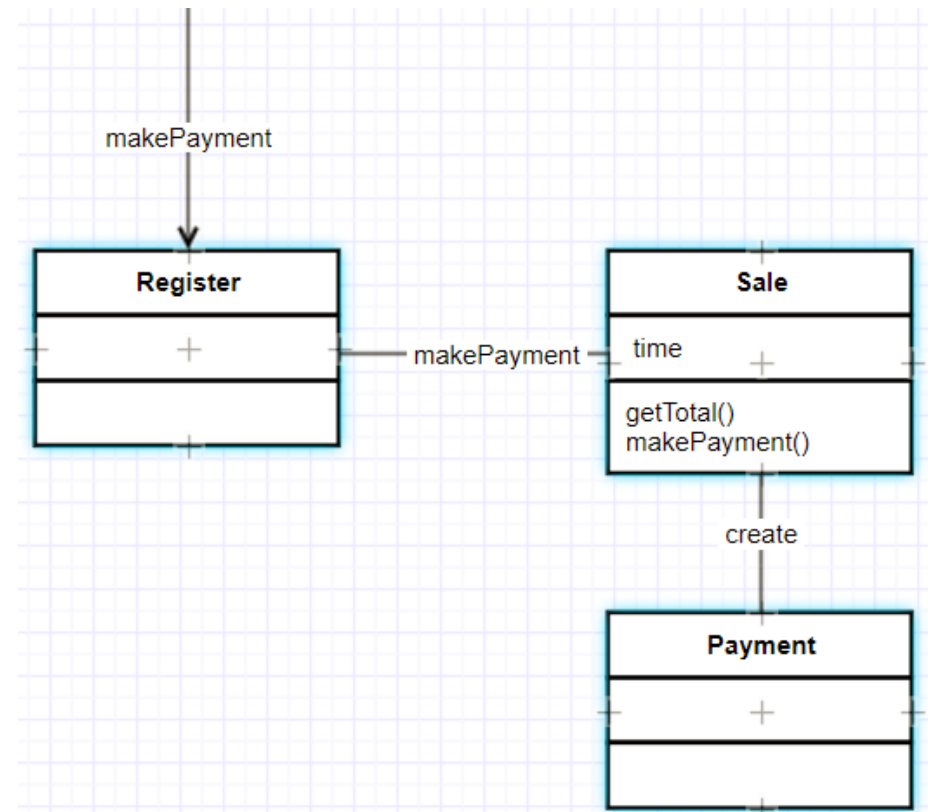 makePayment
Register
makePayment
Sale
time
getTotal()
makePayment()
create
Payment